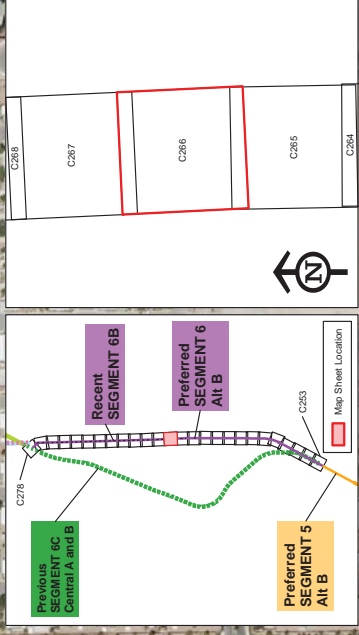 C278
Previous
SEGMENT 6C
Central A and B
Recent
SEGMENT 6B
Preferred
SEGMENT 6
Alt B
Preferred
SEGMENT 5
Alt B
C253
Map Sheet Location
C268
C267
C266
C265
C264
N